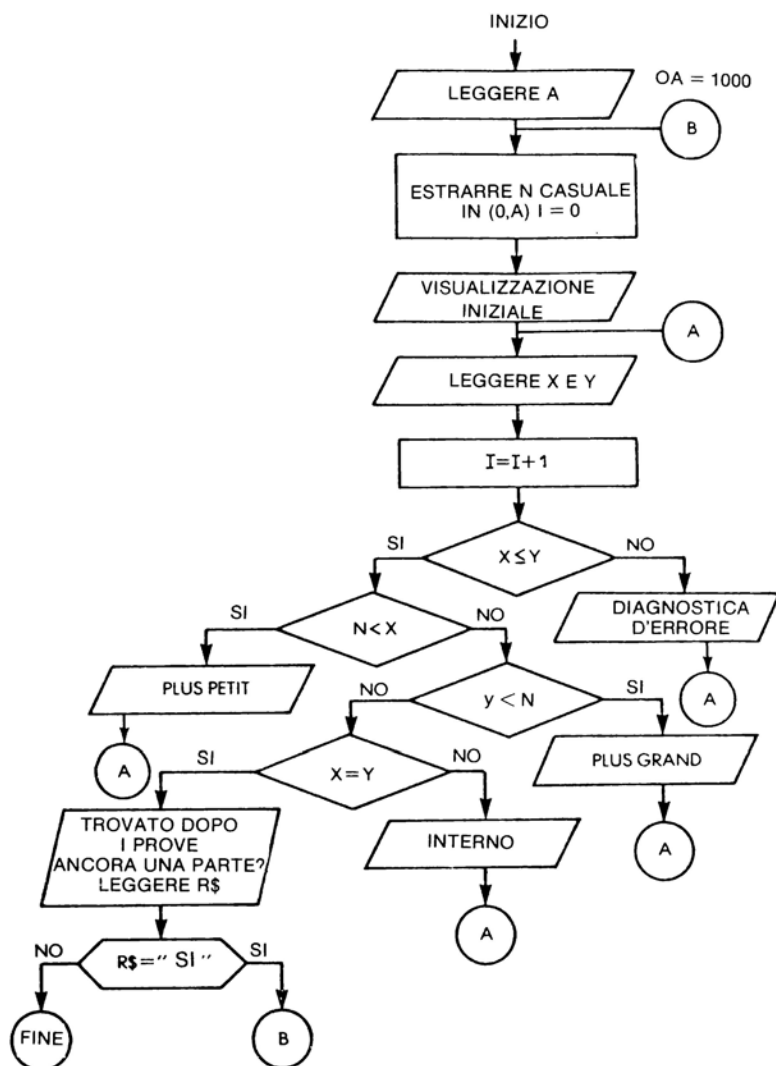 INIZIO
LEGGERE A
OA = 1000
B
ESTRARRE N CASUALE
IN (0,A) I = 0
VISUALIZZAZIONE
INIZIALE
A
LEGGERE X E Y
I=I+1
SI
X≤Y
NO
SI
N<X
NO
DIAGNOSTICA
D'ERRORE
PLUS PETIT
NO
y < N
SI
A
A
SI
X=Y
NO
PLUS GRAND
TROVATO DOPO
I PROVE
ANCORA UNA PARTE?
LEGGERE R$
INTERNO
A
A
NO
R$=" SI "
SI
FINE
B